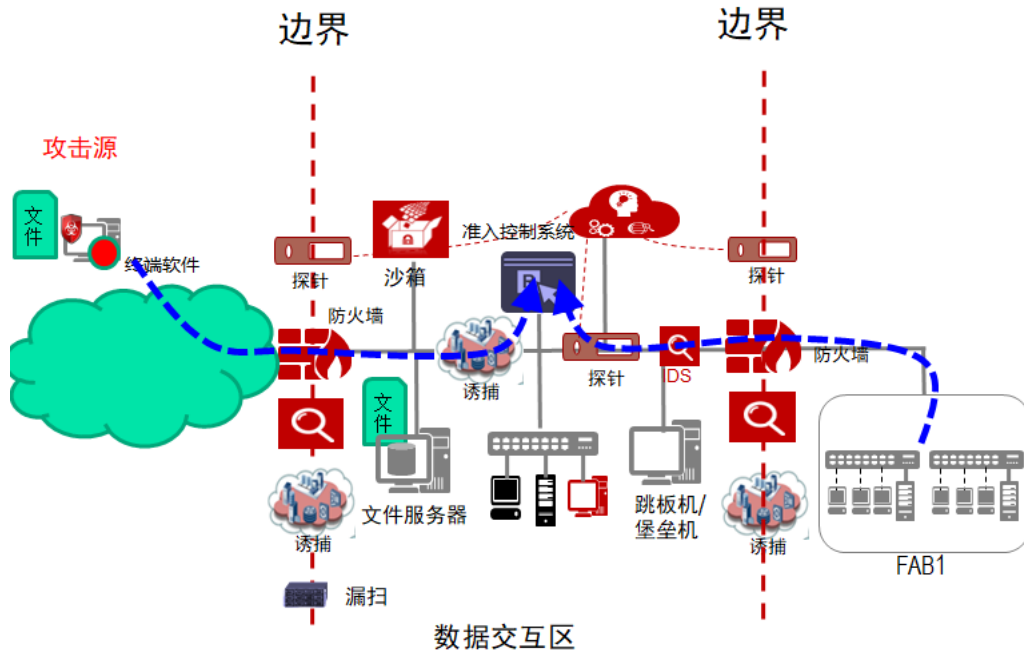 边界
边界
攻击源
文
件
终端软件
探针
沙箱
准入控制系统
探针
防火墙
诱捕
探针
IDS
防火墙
文
件
诱捕
文件服务器
跳板机/
堡垒机
诱捕
FAB1
漏扫
数据交互区